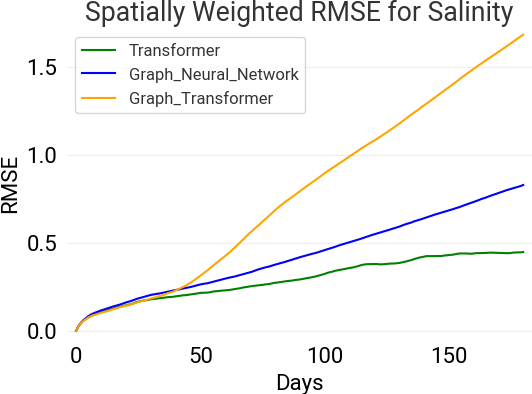 Spatially Weighted RMSE for Salinity
Transformer
Graph_Neural_Network
Graph_Transformer
1.5
1.0
0.5
0.0
RMSE
0 50 100 150
Days